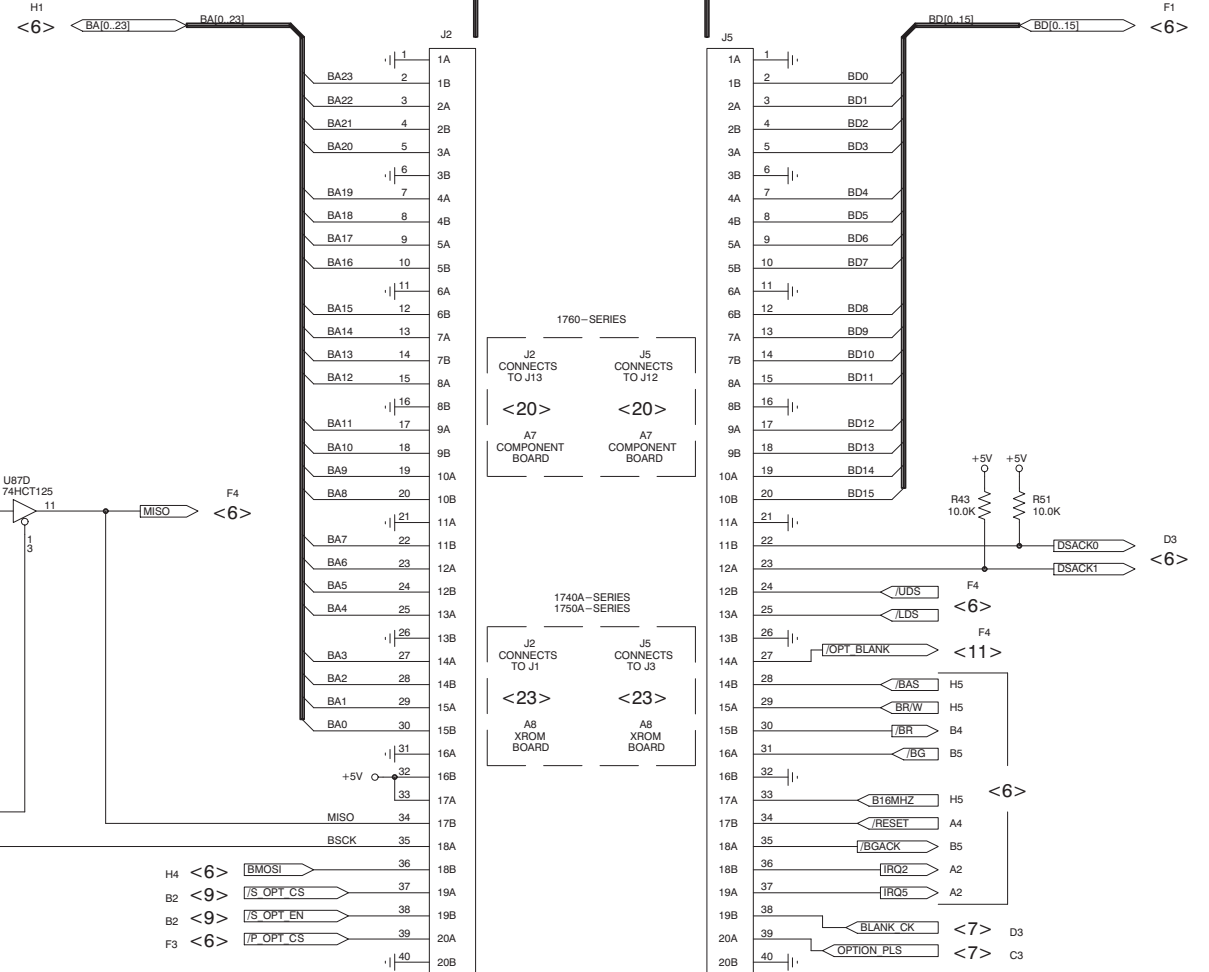 H1
<6>
BA[0..23]
BA[0..23]
J2
J5
BD[0..15]
BD[0..15]
F1
<6>
1 1A
BA23 2 1B
BA22 3 2A
BA21 4 2B
BA20 5 3A
6 3B
BA19 7 4A
BA18 8 4B
BA17 9 5A
BA16 10 5B
11 6A
BA15 12 6B
BA14 13 7A
BA13 14 7B
BA12 15 8A
16 8B
BA11 17 9A
BA10 18 9B
BA9 19 10A
BA8 20 10B
21 11A
BA7 22 11B
BA6 23 12A
BA5 24 12B
BA4 25 13A
26 13B
BA3 27 14A
BA2 28 14B
BA1 29 15A
BA0 30 15B
31 16A
+5V 32 16B
33 17A
MISO 34 17B
BSCK 35 18A
H4 <6> BMOSI 36 18B
B2 <9> /S_OPT_CS 37 19A
B2 <9> /S_OPT_EN 38 19B
F3 <6> /P_OPT_CS 39 20A
40 20B
U87D
74HCT125
11
1
3
MISO
F4
<6>
1760–SERIES
J2
CONNECTS
TO J13
<20>
A7
COMPONENT
BOARD
J5
CONNECTS
TO J12
<20>
A7
COMPONENT
BOARD
1740A–SERIES
1750A–SERIES
J2
CONNECTS
TO J1
<23>
A8
XROM
BOARD
J5
CONNECTS
TO J3
<23>
A8
XROM
BOARD
1A 1
1B 2 BD0
2A 3 BD1
2B 4 BD2
3A 5 BD3
3B 6
4A 7 BD4
4B 8 BD5
5A 9 BD6
5B 10 BD7
6A 11
6B 12 BD8
7A 13 BD9
7B 14 BD10
8A 15 BD11
8B 16
9A 17 BD12
9B 18 BD13
10A 19 BD14
10B 20 BD15
+5V +5V
R43
10.0K
R51
10.0K
11A 21
11B 22 DSACK0
12A 23 DSACK1
D3
<6>
12B 24 /UDS
13A 25 /LDS
F4
<6>
13B 26
14A 27 /OPT_BLANK
F4
<11>
14B 28 /BAS H5
15A 29 BR/W H5
15B 30 /BR B4
16A 31 /BG B5
16B 32
<6>
17A 33 B16MHZ H5
17B 34 /RESET A4
18A 35 /BGACK B5
18B 36 IRQ2 A2
19A 37 IRQ5 A2
19B 38 BLANK_CK <7> D3
20A 39 OPTION_PLS <7> C3
20B 40